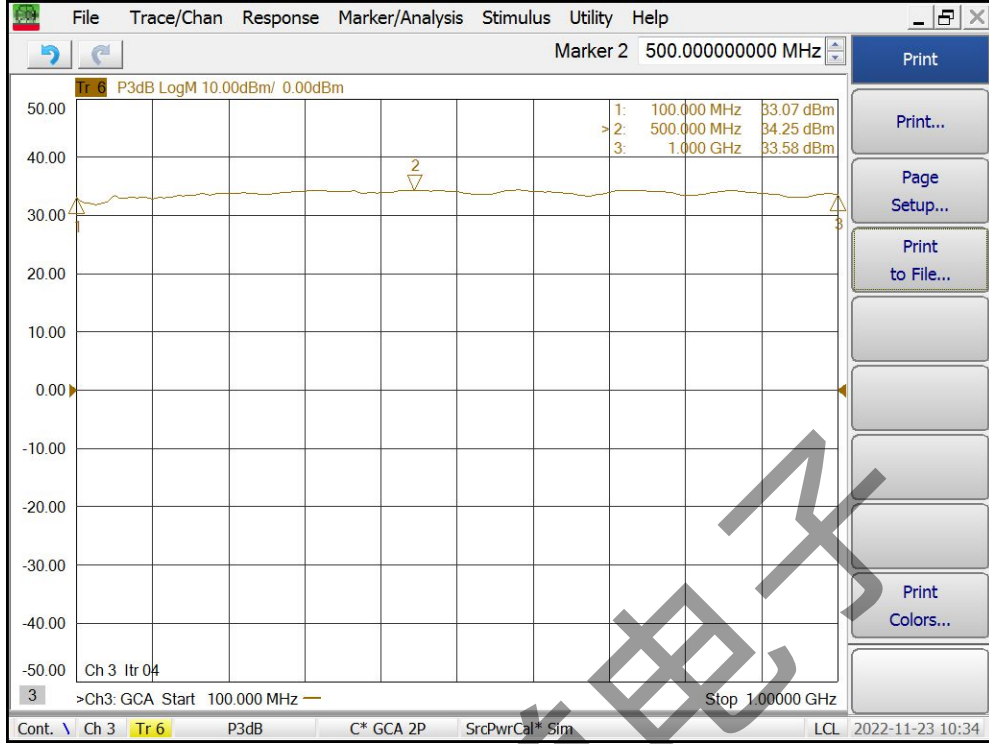 File Trace/Chan Response Marker/Analysis Stimulus Utility Help
Marker 2 500.000000000 MHz
Print
Tr 6 P3dB LogM 10.00dBm/ 0.00dBm
50.00
40.00
30.00
20.00
10.00
0.00
-10.00
-20.00
-30.00
-40.00
-50.00
1: 100.000 MHz 33.07 dBm
>2: 500.000 MHz 34.25 dBm
3: 1.000 GHz 33.58 dBm
2
1
3
Print...
Page
Setup...
Print
to File...
Print
Colors...
Ch 3 Itr 04
3 >Ch3: GCA Start 100.000 MHz Stop 1.00000 GHz
Cont. Ch 3 Tr 6 P3dB C* GCA 2P SrcPwrCal* Sim LCL 2022-11-23 10:34
电子